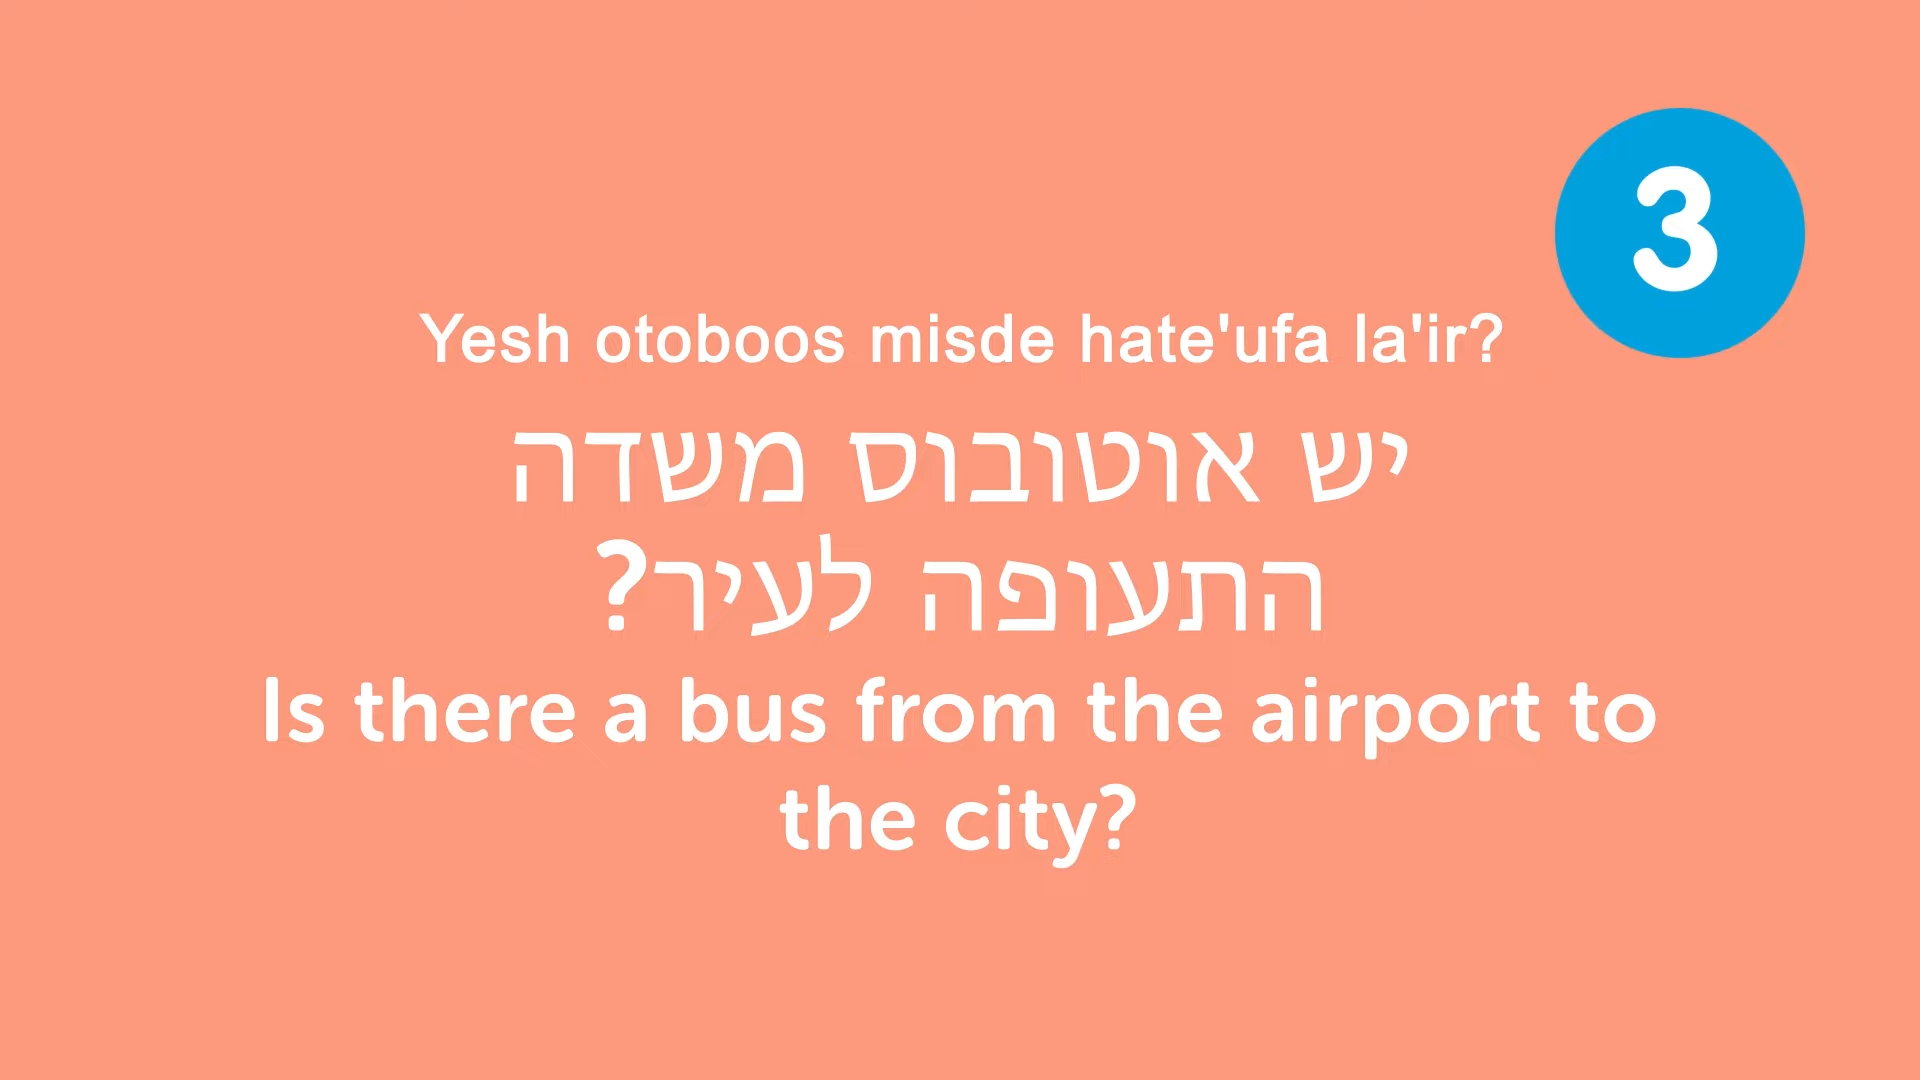 3
Yesh otoboos misde hate'ufa la'ir?
יש אוטובוס משדה
התעופה לעיר?
Is there a bus from the airport to
the city?